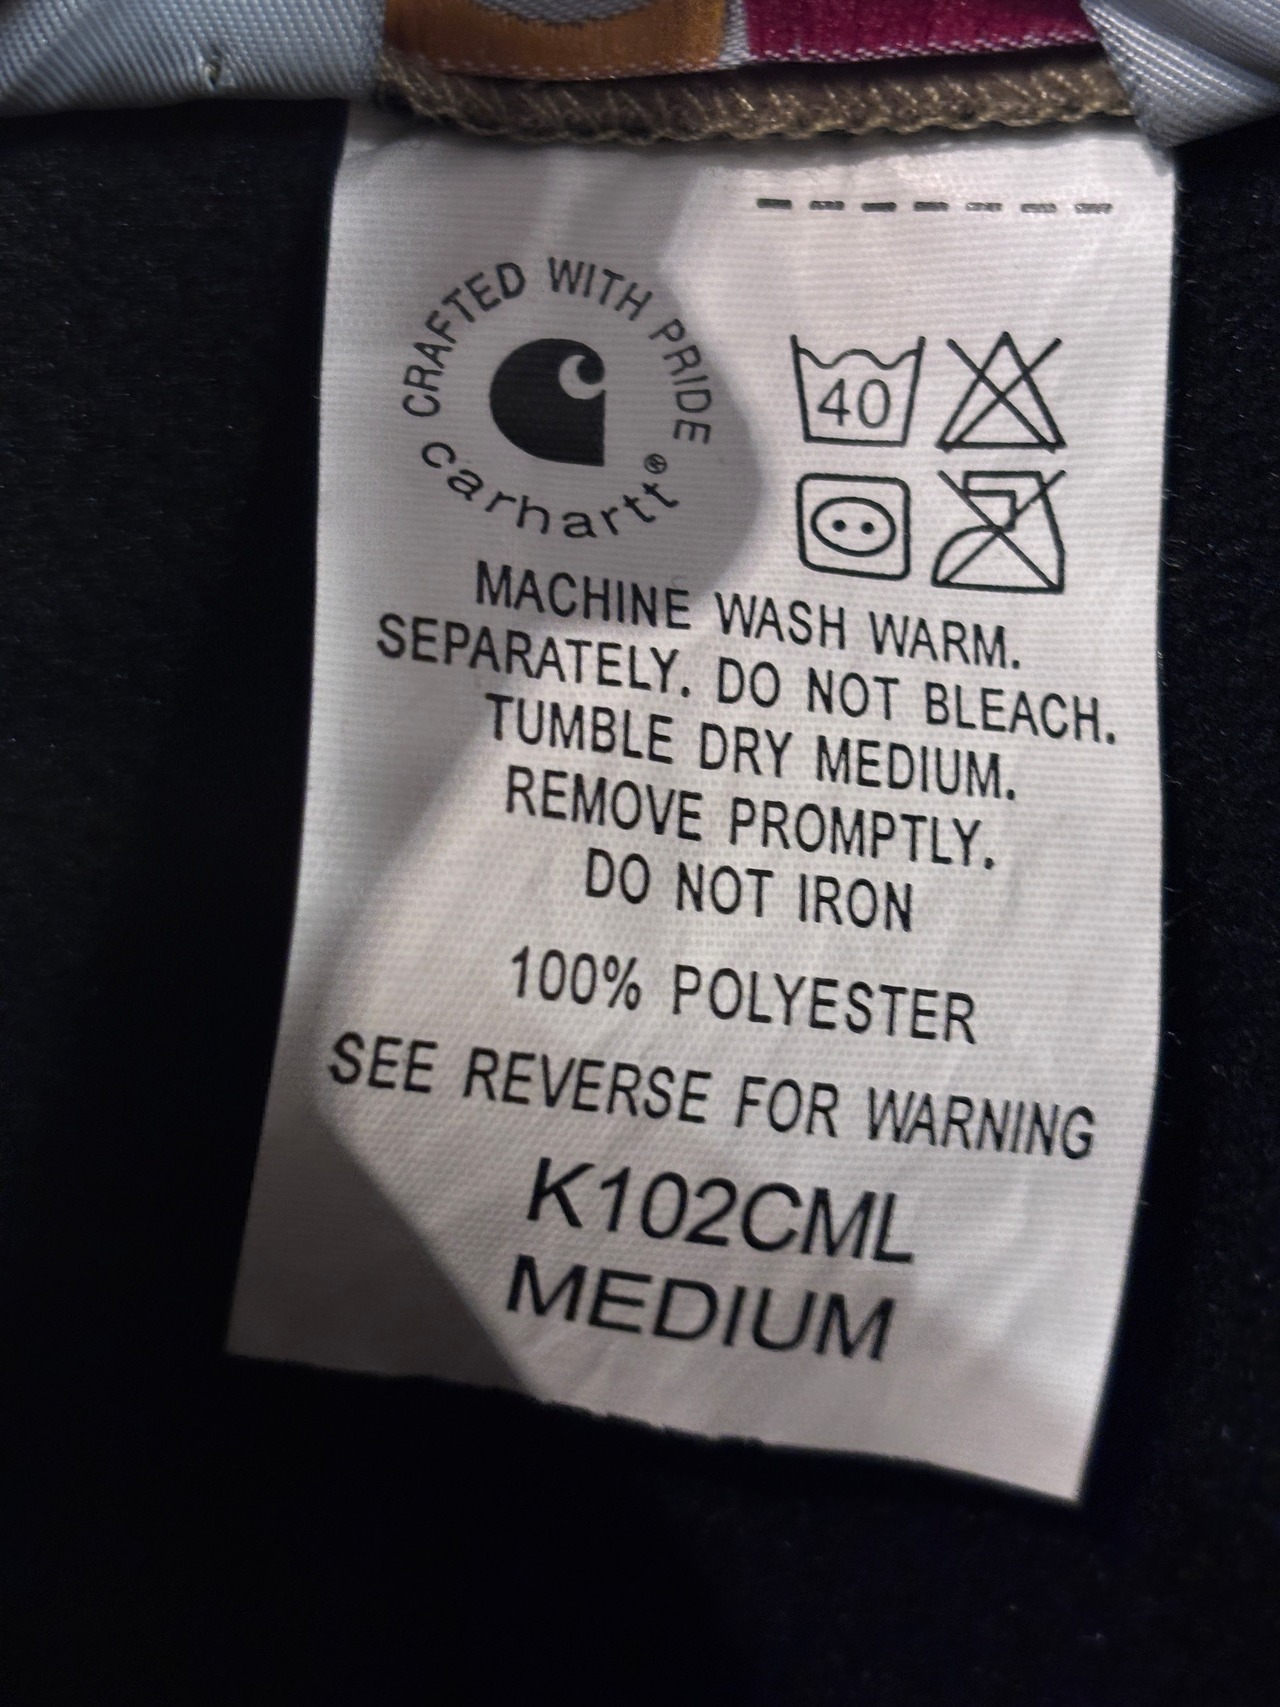 CRAFTED WITH PRIDE
carhartt®
40
MACHINE WASH WARM.
SEPARATELY. DO NOT BLEACH.
TUMBLE DRY MEDIUM.
REMOVE PROMPTLY.
DO NOT IRON
100% POLYESTER
SEE REVERSE FOR WARNING
K102CML
MEDIUM